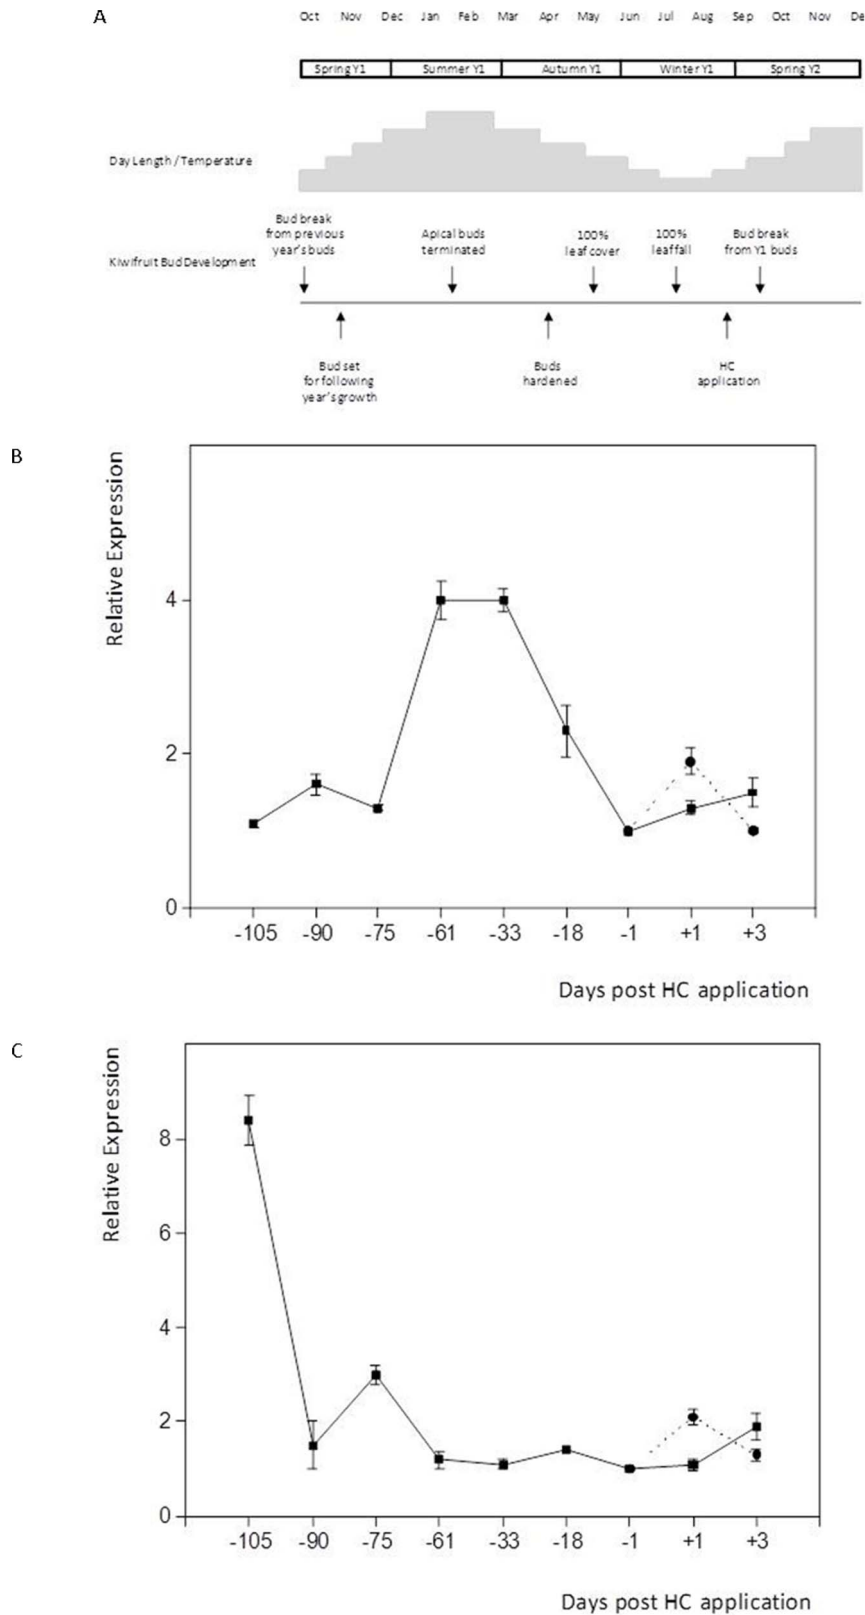 A
Oct Nov Dec Jan Feb Mar Apr May Jun Jul Aug Sep Oct Nov De
Spring Y1 Summer Y1 Autumn Y1 Winter Y1 Spring Y2
Day Length / Temperature
Bud break
from previous
year's buds
Apical buds
terminated
100%
leaf cover
100%
leaf fall
Bud break
from Y1 buds
Kiwifruit Bud Development
Bud set
for following
year's growth
Buds
hardened
HC
application
B
Relative Expression
4
2
0
-105 -90 -75 -61 -33 -18 -1 +1 +3
Days post HC application
C
Relative Expression
8
6
4
2
0
-105 -90 -75 -61 -33 -18 -1 +1 +3
Days post HC application